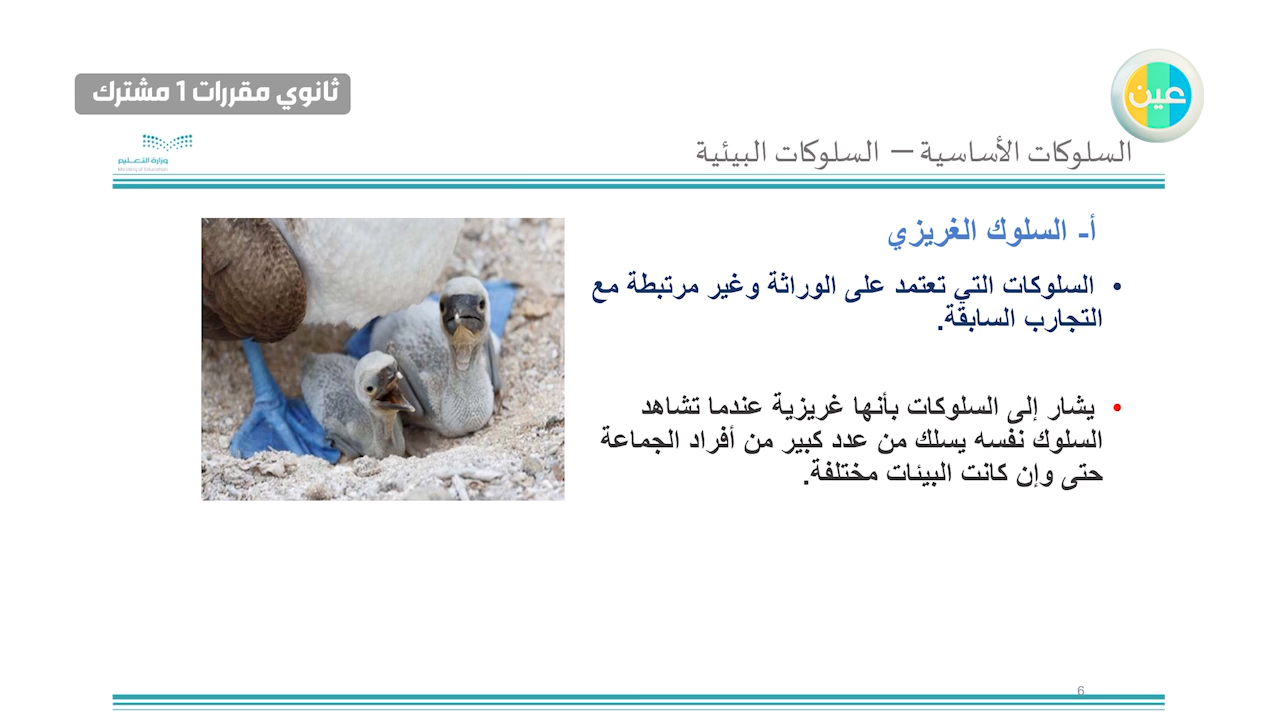 ثانوي مقررات 1 مشترك
عين
وزارة التعليم
Ministry of Education
السلوكات الأساسية – السلوكات البيئية
أ- السلوك الغريزي
• السلوكات التي تعتمد على الوراثة وغير مرتبطة مع
التجارب السابقة.
• يشار إلى السلوكات بأنها غريزية عندما تشاهد
السلوك نفسه يسلك من عدد كبير من أفراد الجماعة
حتى وإن كانت البيئات مختلفة.
6